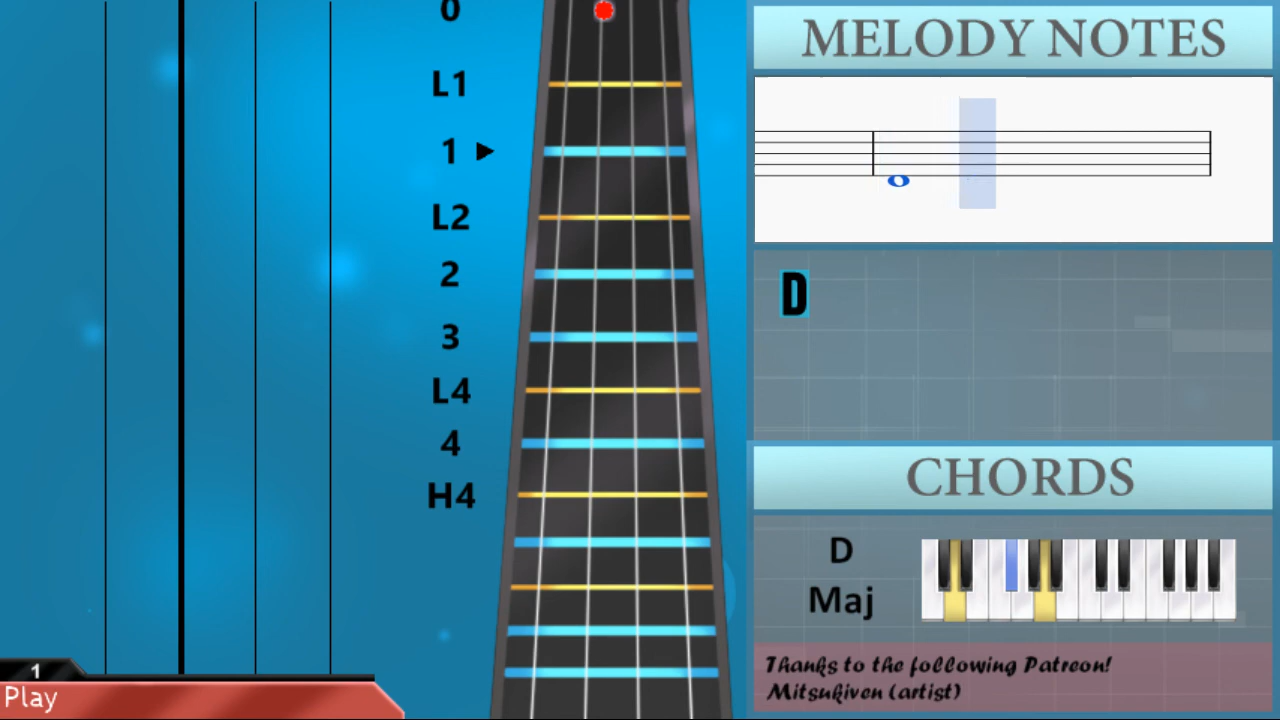 0
L1
1 ►
L2
2
3
L4
4
H4
1
Play
MELODY NOTES
D
CHORDS
D
Maj
Thanks to the following Patreon!
Mitsukiven (artist)